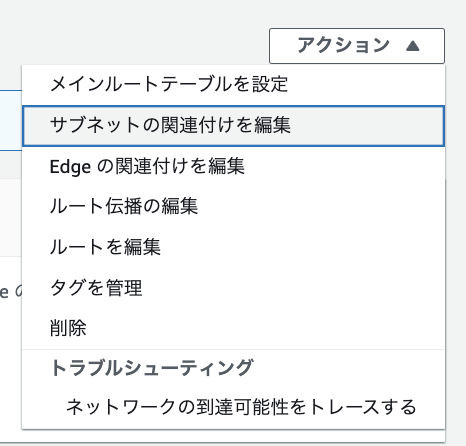 アクション ▲
メインルートテーブルを設定
サブネットの関連付けを編集
Edge の関連付けを編集
ルート伝播の編集
ルートを編集
タグを管理
e の
削除
トラブルシューティング
ネットワークの到達可能性をトレースする